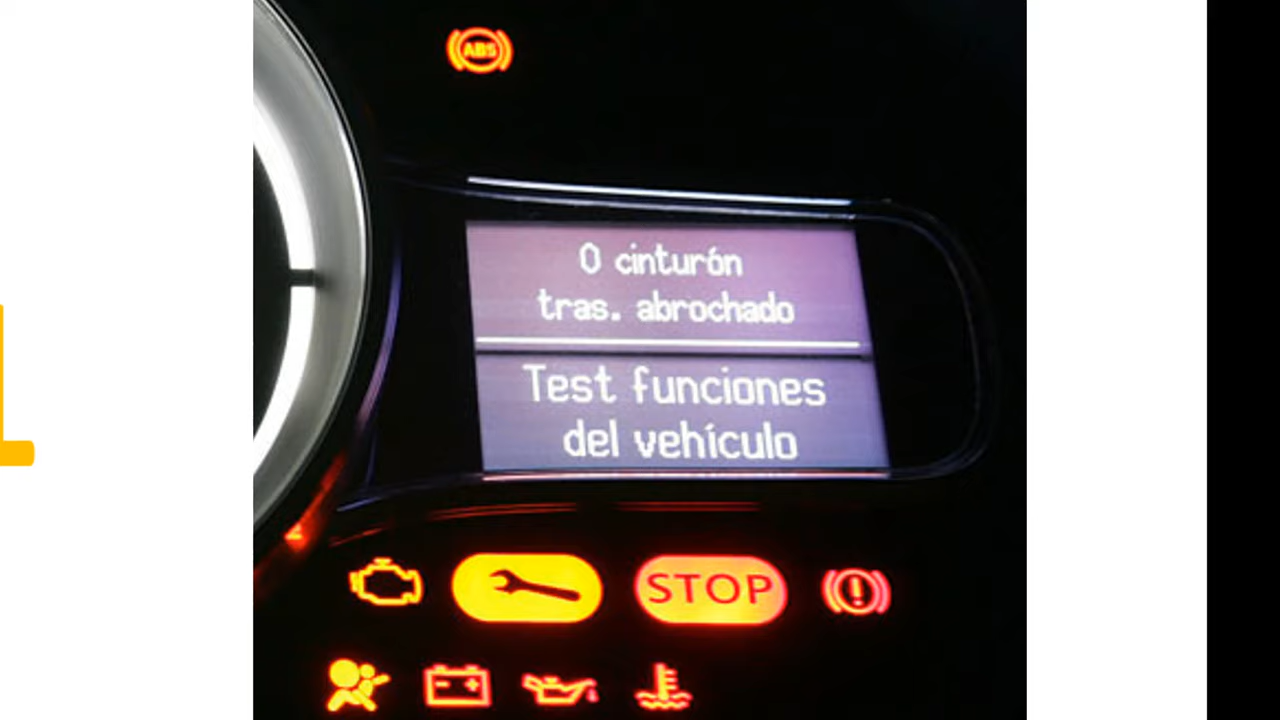 ABS
0 cinturón
tras. abrochado
Test funciones
del vehículo
STOP